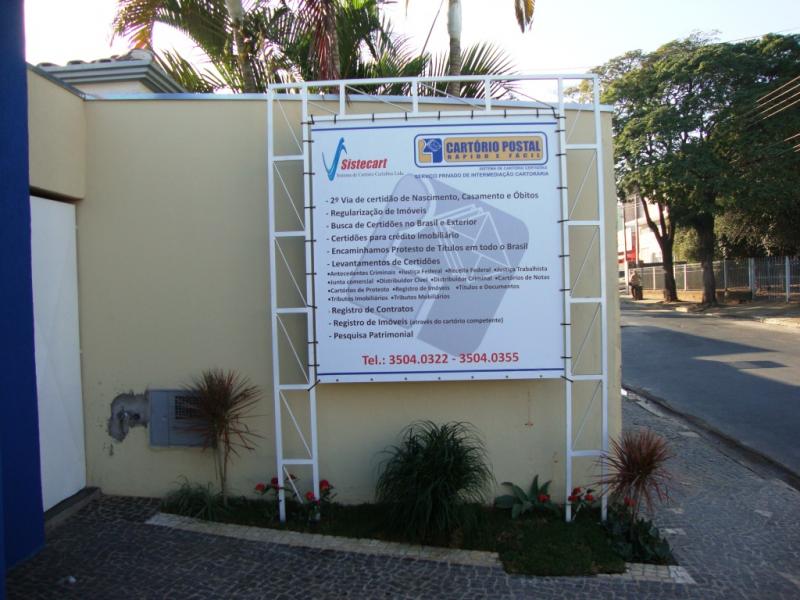 Sistecart
Sistema de Cartório
CARTÓRIO POSTAL
RÁPIDO E FÁCIL
SERVIÇO PRIVADO DE INTERMEDIAÇÃO CARTORÁRIA
- 2ª Via de certidão de Nascimento, Casamento e Óbitos
- Regularização de Imóveis
- Busca de Certidões no Brasil e Exterior
- Certidões para crédito Imobiliário
- Encaminhamos Protesto de Títulos em todo o Brasil
- Levantamentos de Certidões
•Antecedentes Criminais •Justiça Federal •Receita Federal •Justiça Trabalhista
•Junta comercial •Distribuidor Cível •Distribuidor Criminal •Cartórios de Notas
•Cartórios de Protesto •Registro de Imóveis •Títulos e Documentos
•Tributos Imobiliários •Tributos Mobiliários
- Registro de Contratos
- Registro de Imóveis (através do cartório competente)
- Pesquisa Patrimonial
Tel.: 3504.0322 - 3504.0355